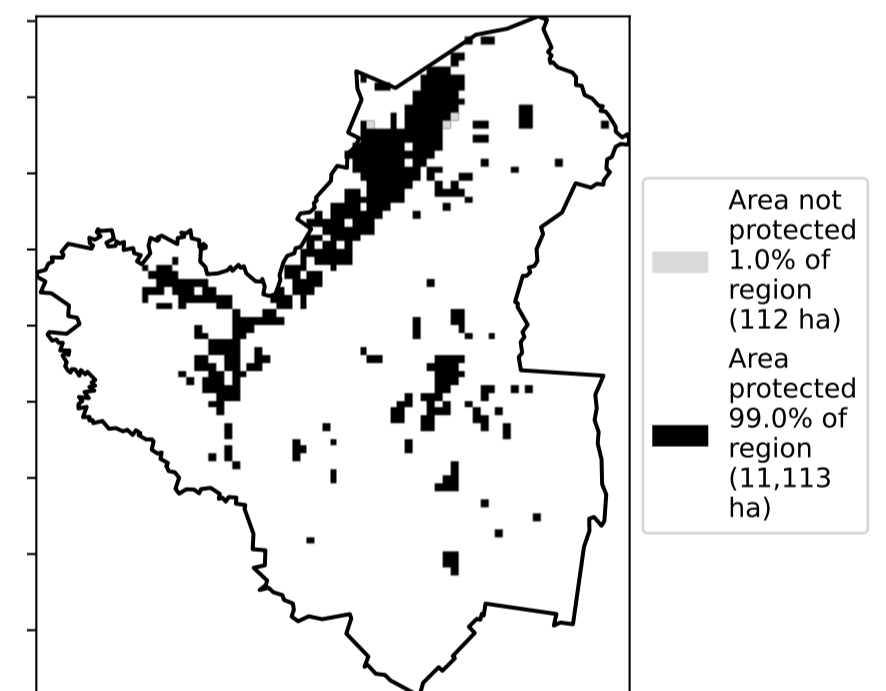 Area not
protected
1.0% of
region
(112 ha)
Area
protected
99.0% of
region
(11,113
ha)